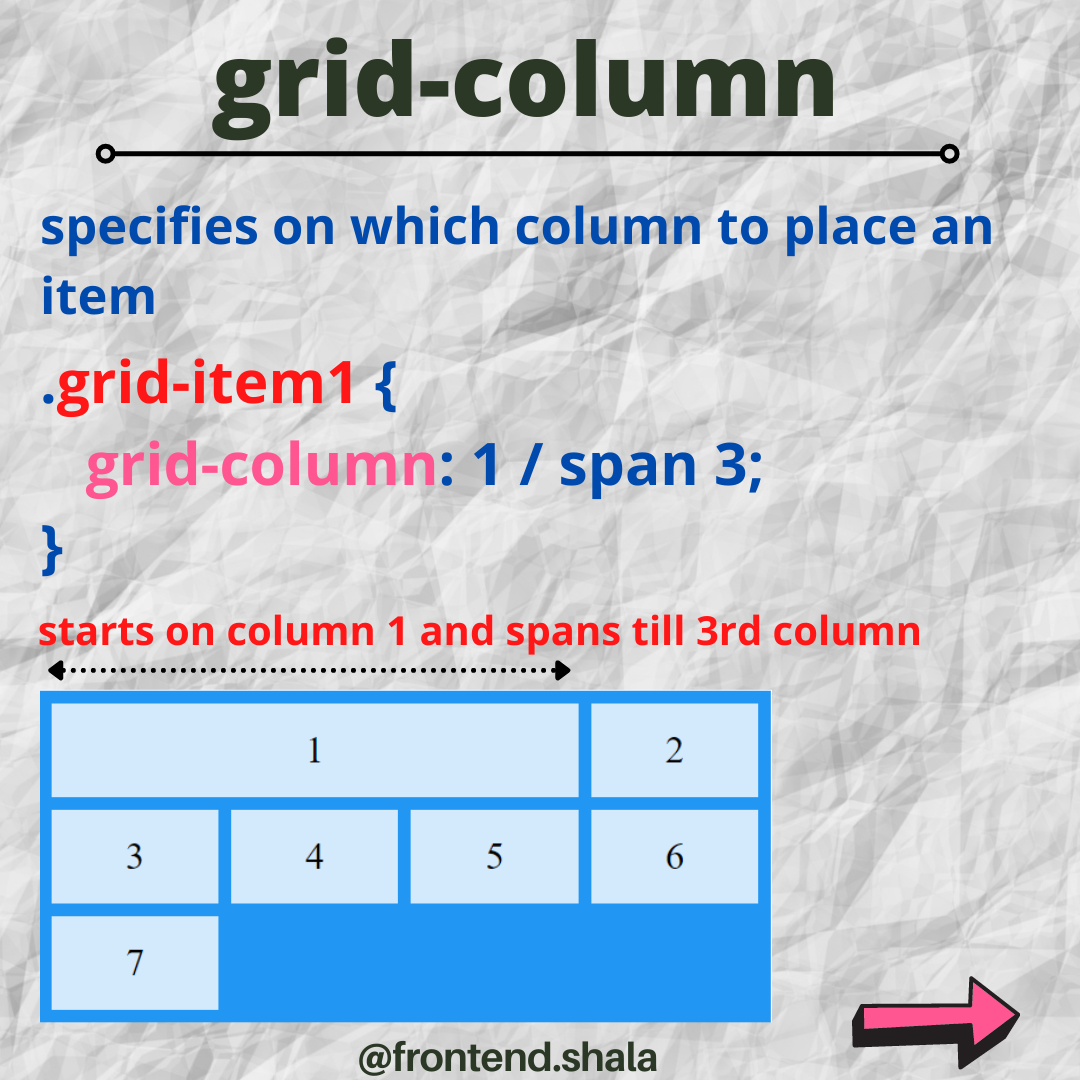 grid-column
specifies on which column to place an
item
.grid-item1 {
grid-column: 1 / span 3;
}
starts on column 1 and spans till 3rd column
1 2
3 4 5 6
7
@frontend.shala